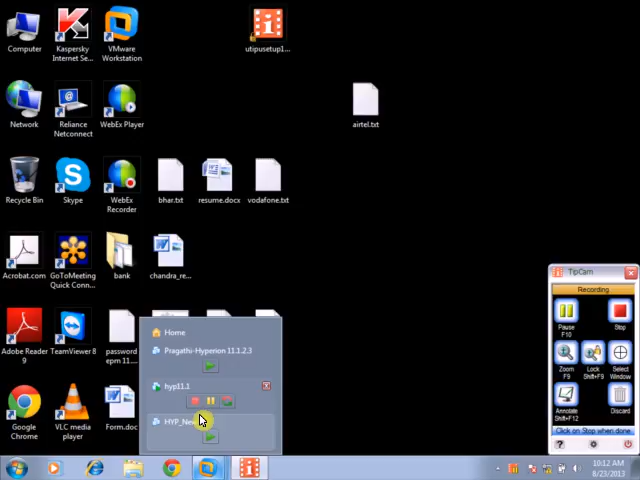 Computer
Kaspersky
Internet Se...
VMware
Workstation
utipusetup1...
Network
Reliance
Netconnect
WebEx Player
airtel.txt
Recycle Bin
Skype
WebEx
Recorder
bhar.txt
resume.docx
vodafone.txt
Acrobat.com
GoToMeeting
Quick Conn...
bank
chandra_re...
TipCam
Recording
Pause
F10
Stop
Zoom
F9
Lock
Shift+F9
Select
Window
Annotate
Shift+F12
Discard
Click on Stop when done
Adobe Reader
9
TeamViewer 8
password
epm 11....
Home
Pragathi-Hyperion 11.1.2.3
hyp11.1
Google
Chrome
VLC media
player
Form.doc
10:12 AM
8/23/2013